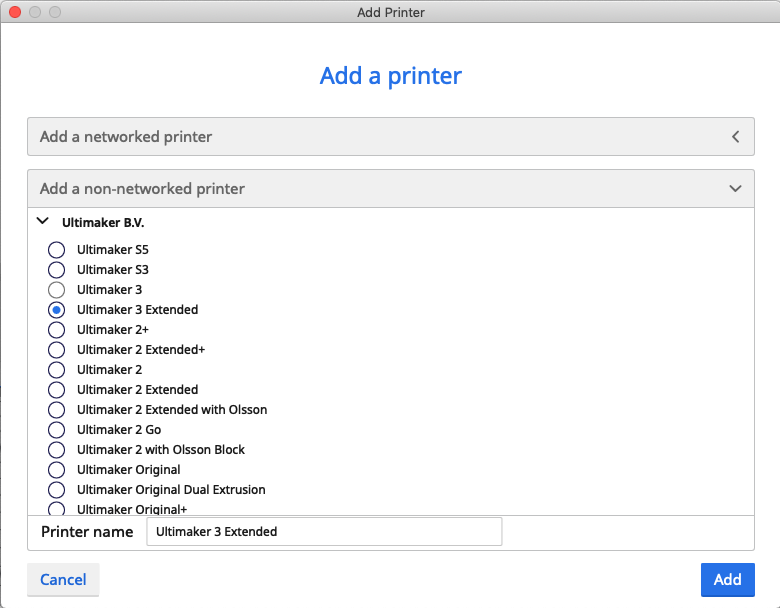 Add Printer
Add a printer
Add a networked printer
Add a non-networked printer
Ultimaker B.V.
Ultimaker S5
Ultimaker S3
Ultimaker 3
Ultimaker 3 Extended
Ultimaker 2+
Ultimaker 2 Extended+
Ultimaker 2
Ultimaker 2 Extended
Ultimaker 2 Extended with Olsson
Ultimaker 2 Go
Ultimaker 2 with Olsson Block
Ultimaker Original
Ultimaker Original Dual Extrusion
Ultimaker Original+
Printer name Ultimaker 3 Extended
Cancel Add